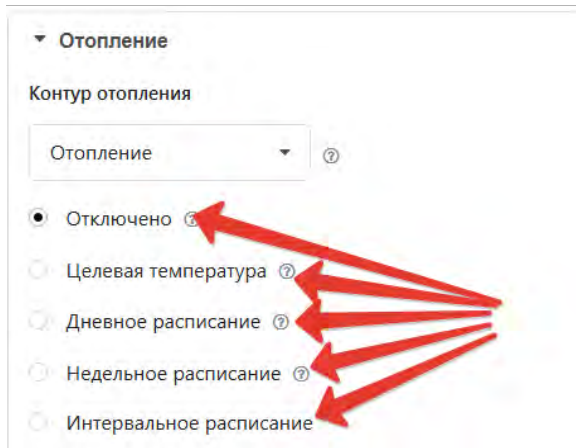 Отопление
Контур отопления
Отопление
Отключено
Целевая температура
Дневное расписание
Недельное расписание
Интервальное расписание